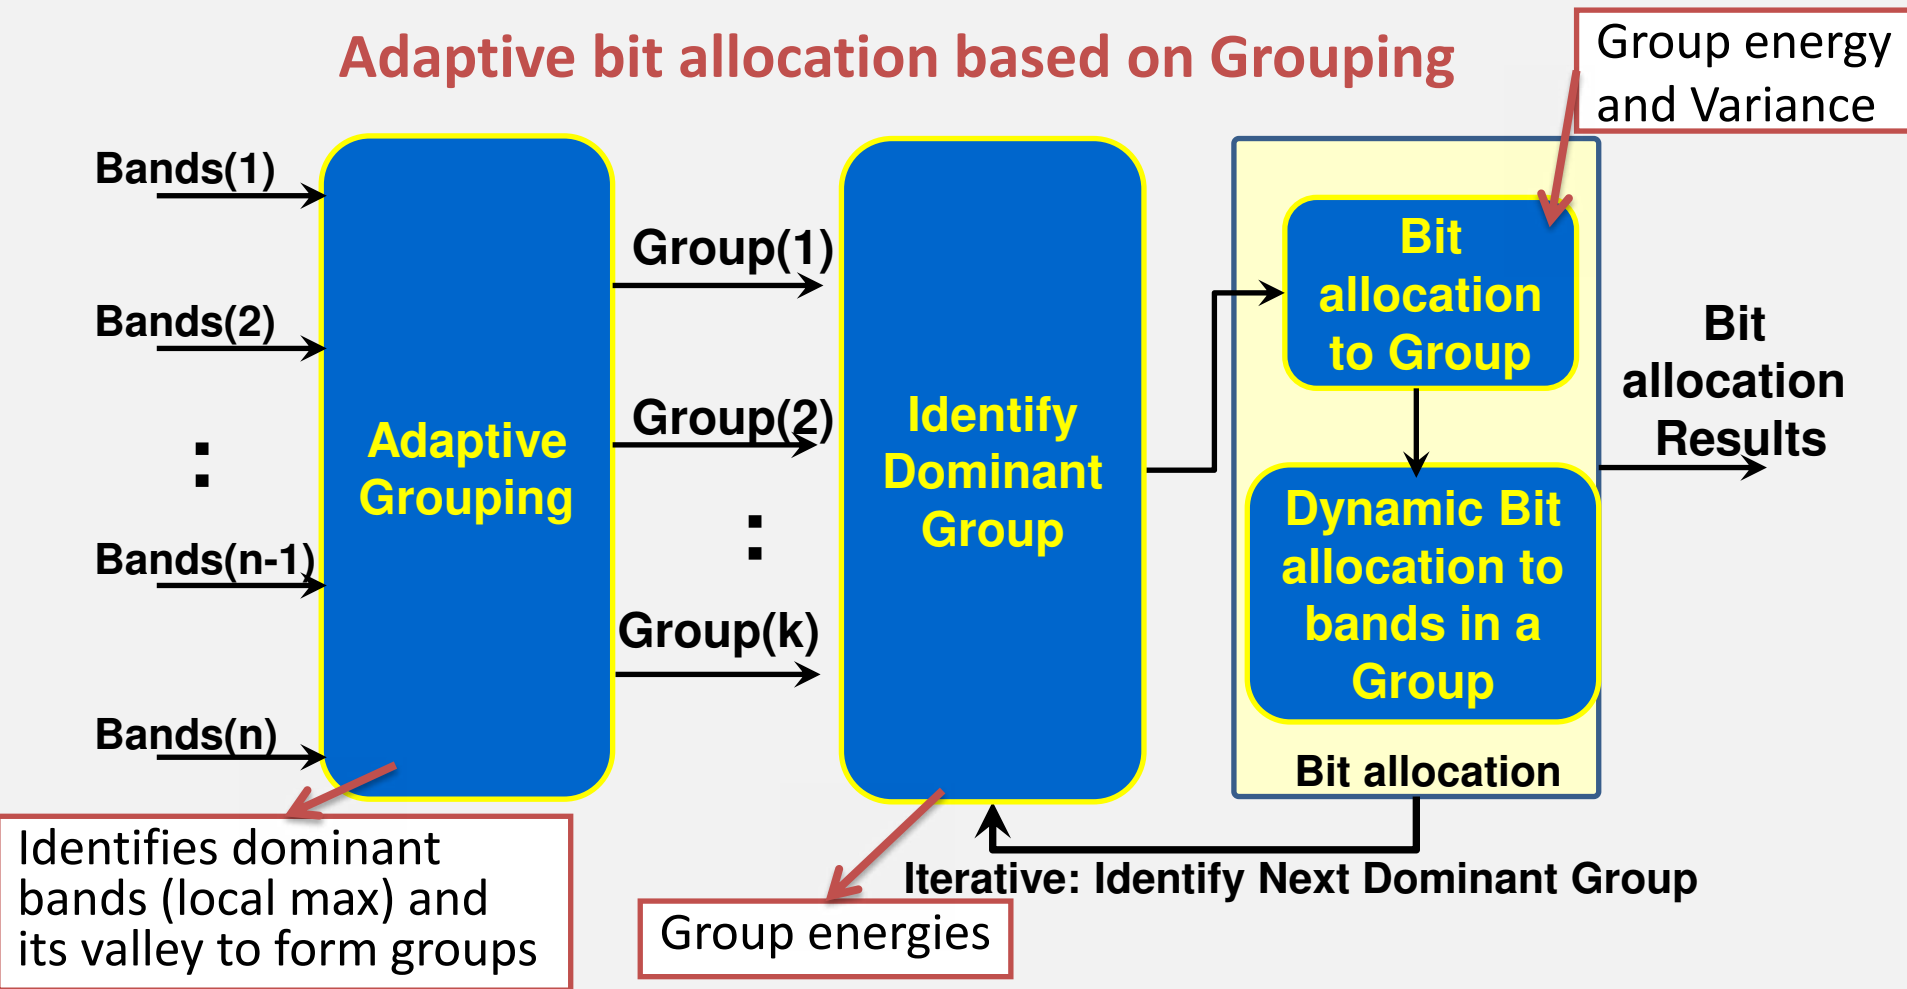 Adaptive bit allocation based on Grouping
Group energy
and Variance
Bands(1)
Bands(2)
:
Bands(n-1)
Bands(n)
Adaptive
Grouping
Group(1)
Group(2)
:
Group(k)
Identify
Dominant
Group
Bit
allocation
to Group
Dynamic Bit
allocation to
bands in a
Group
Bit allocation
Bit
allocation
Results
Iterative: Identify Next Dominant Group
Identifies dominant
bands (local max) and
its valley to form groups
Group energies